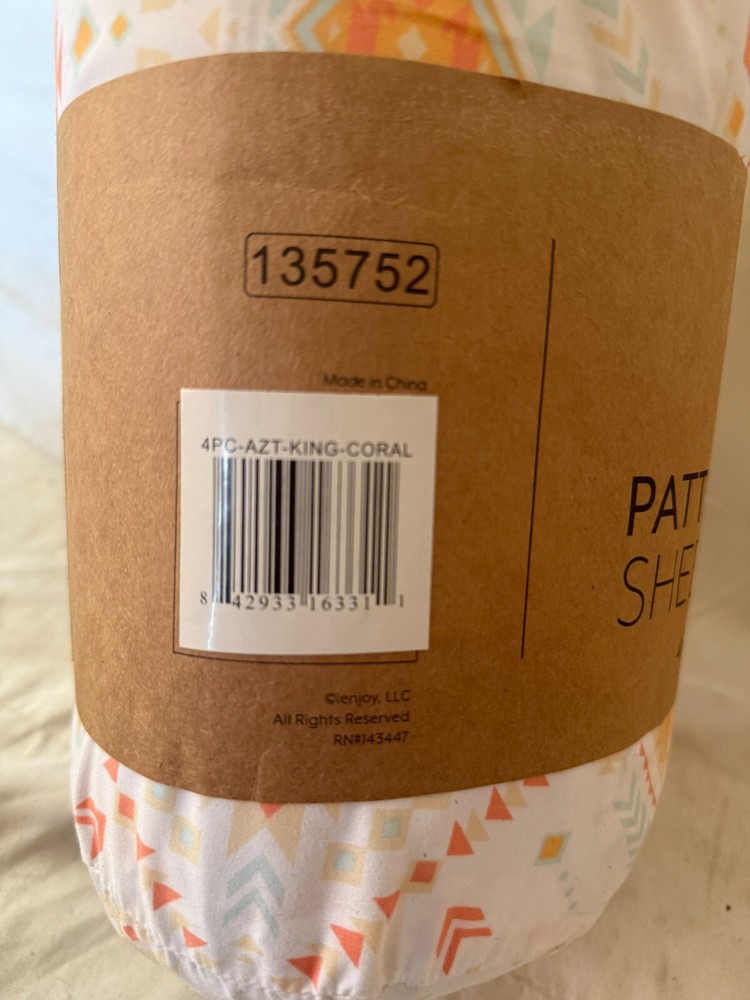 135752
Made in China
4PC-AZT-KING-CORAL
8 42933 16331 1
©ienjoy, LLC
All Rights Reserved
RN#143447
PATT
SHE